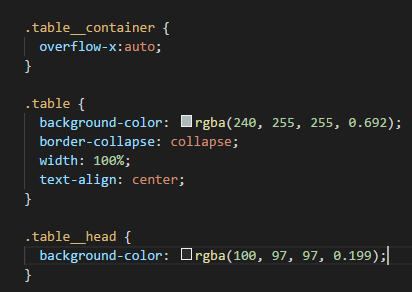 .table__container {
overflow-x:auto;
}
.table {
background-color: rgba(240, 255, 255, 0.692);
border-collapse: collapse;
width: 100%;
text-align: center;
}
.table__head {
background-color: rgba(100, 97, 97, 0.199);
}